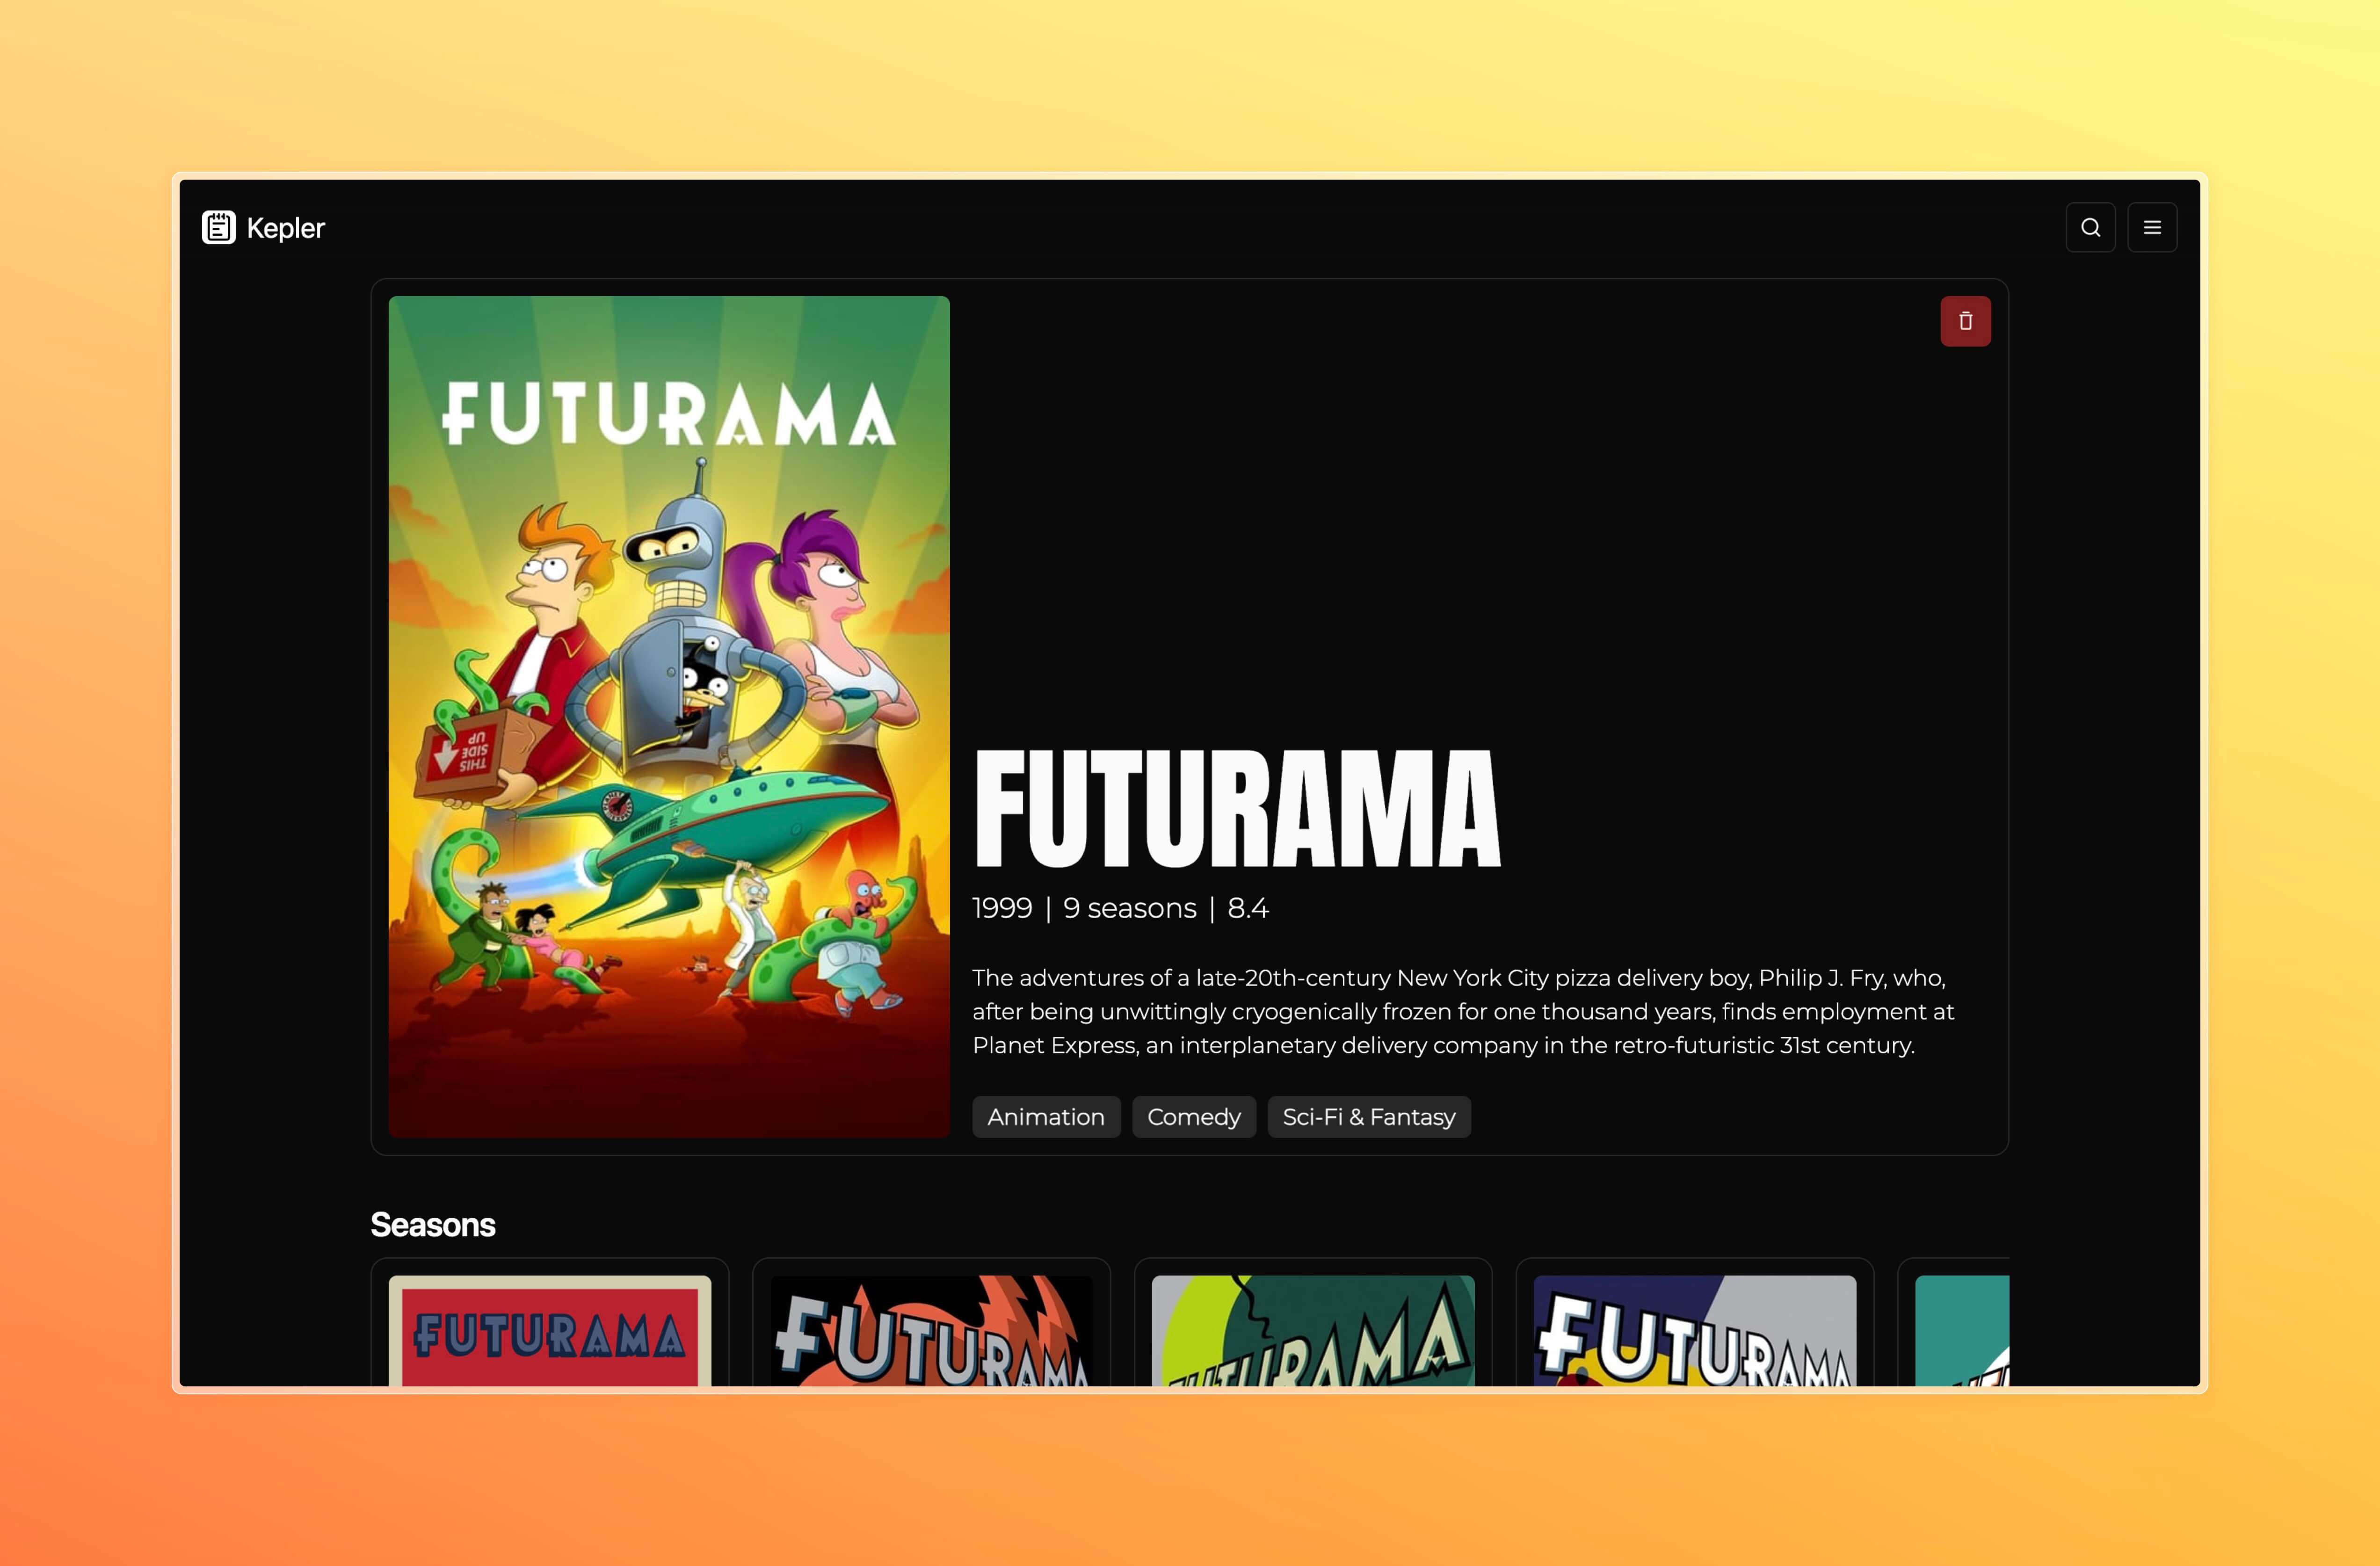 Kepler
FUTURAMA
THIS
SIDE
UP
FUTURAMA
1999 | 9 seasons | 8.4
The adventures of a late-20th-century New York City pizza delivery boy, Philip J. Fry, who,
after being unwittingly cryogenically frozen for one thousand years, finds employment at
Planet Express, an interplanetary delivery company in the retro-futuristic 31st century.
Animation
Comedy
Sci-Fi & Fantasy
Seasons
FUTURAMA
FUTURAMA
FUTURAMA
FUTURAMA